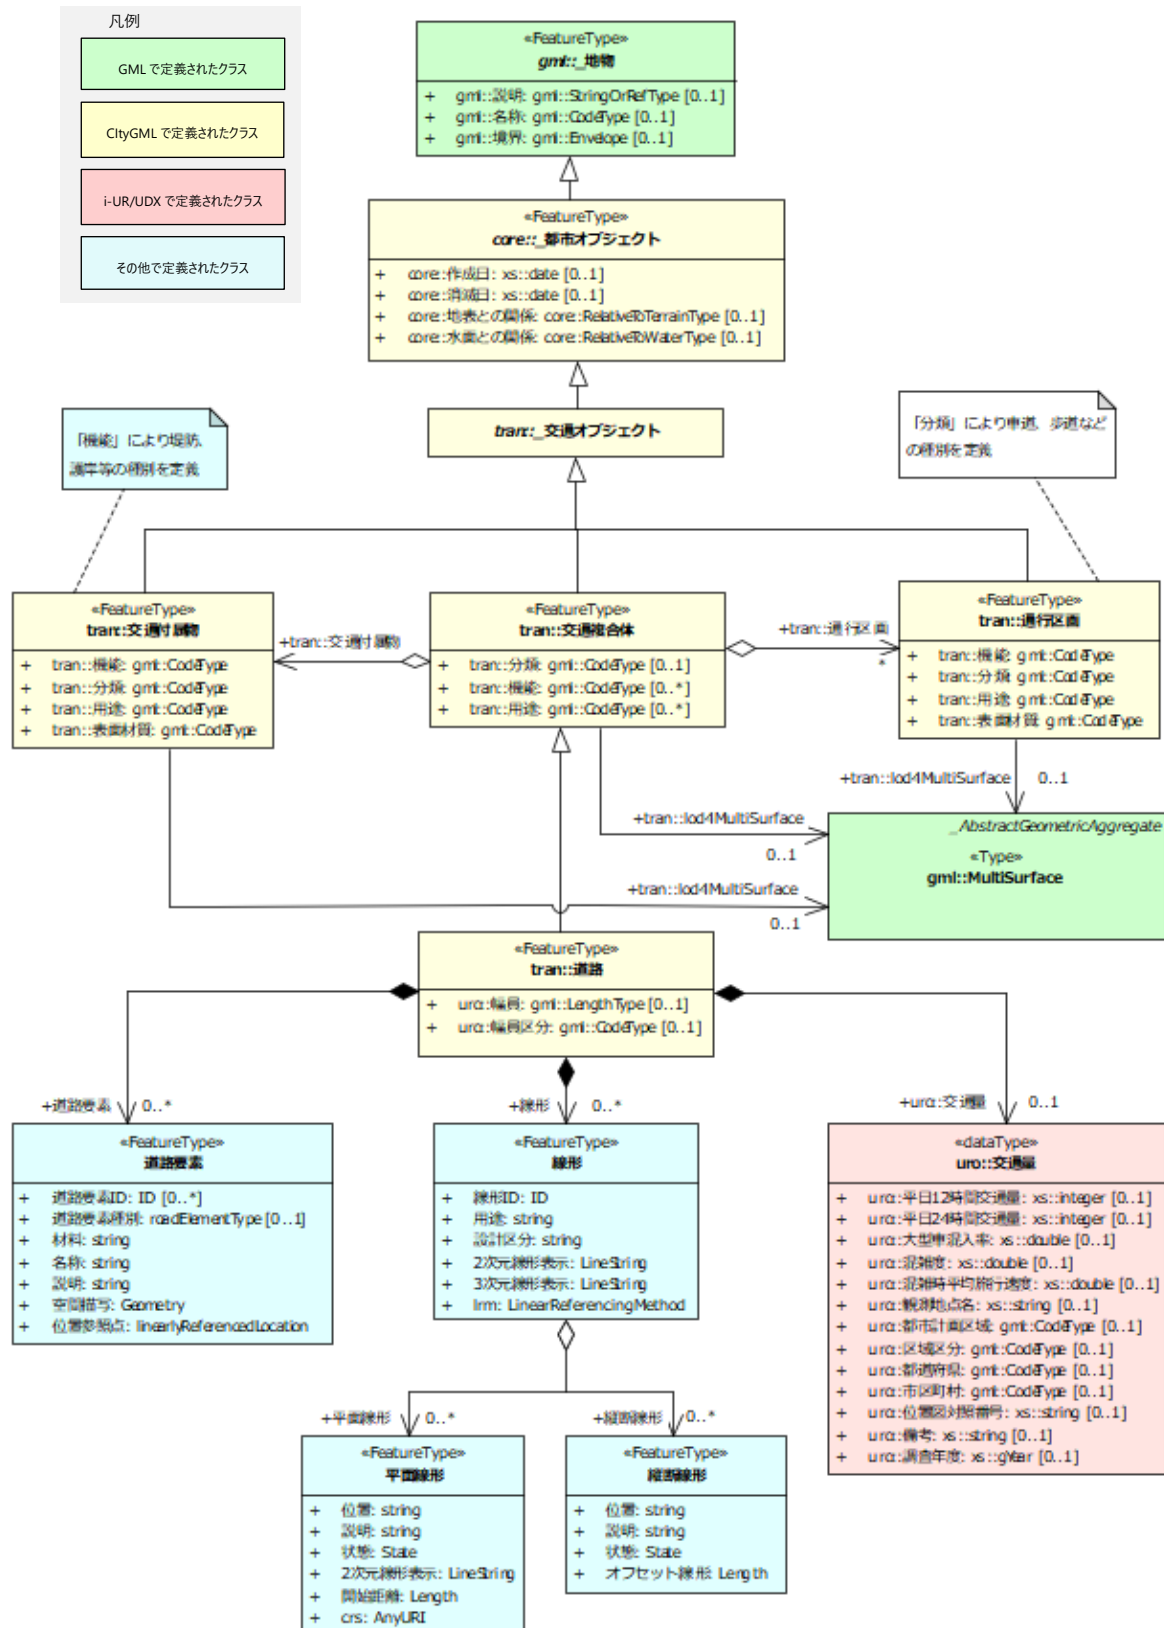 凡例
GML で定義されたクラス
CItyGML で定義されたクラス
i-UR/UDX で定義されたクラス
その他で定義されたクラス
«FeatureType»
gml::_地物
+ gml::説明: gml::StringOrRefType [0..1]
+ gml::名称: gml::CodeType [0..1]
+ gml::境界: gml::Envelope [0..1]
«FeatureType»
core::_都市オブジェクト
+ core::作成日: xs::date [0..1]
+ core::消滅日: xs::date [0..1]
+ core::地表との関係: core::RelativeToTerrainType [0..1]
+ core::水面との関係: core::RelativeToWaterType [0..1]
tran::_交通オブジェクト
「機能」により堤防、
護岸等の種別を定義
「分類」により車道、歩道など
の種別を定義
«FeatureType»
tran::交通付属物
+ tran::機能: gml::CodeType
+ tran::分類: gml::CodeType
+ tran::用途: gml::CodeType
+ tran::表面材質: gml::CodeType
+tran::交通付属物
«FeatureType»
tran::交通複合体
+ tran::分類: gml::CodeType [0..1]
+ tran::機能: gml::CodeType [0..*]
+ tran::用途: gml::CodeType [0..*]
+tran::通行区画
*
«FeatureType»
tran::通行区画
+ tran::機能: gml::CodeType
+ tran::分類: gml::CodeType
+ tran::用途: gml::CodeType
+ tran::表面材質: gml::CodeType
+tran::lod4MultiSurface 0..1
+tran::lod4MultiSurface
0..1
+tran::lod4MultiSurface
0..1
_AbstractGeometricAggregate
«Type»
gml::MultiSurface
«FeatureType»
tran::道路
+ uro::幅員: gml::LengthType [0..1]
+ uro::幅員区分: gml::CodeType [0..1]
+道路要素 0..*
+線形 0..*
+uro::交通量 0..1
«FeatureType»
道路要素
+ 道路要素ID: ID [0..*]
+ 道路要素種別: roadElementType [0..1]
+ 材料: string
+ 名称: string
+ 説明: string
+ 空間描写: Geometry
+ 位置参照点: linearlyReferencedLocation
«FeatureType»
線形
+ 線形ID: ID
+ 用途: string
+ 設計区分: string
+ 2次元線形表示: LineString
+ 3次元線形表示: LineString
+ lrm: LinearReferencingMethod
«dataType»
uro::交通量
+ uro::平日12時間交通量: xs::integer [0..1]
+ uro::平日24時間交通量: xs::integer [0..1]
+ uro::大型車混入率: xs::double [0..1]
+ uro::混雑度: xs::double [0..1]
+ uro::混雑時平均旅行速度: xs::double [0..1]
+ uro::観測地点名: xs::string [0..1]
+ uro::都市計画区域: gml::CodeType [0..1]
+ uro::区域区分: gml::CodeType [0..1]
+ uro::都道府県: gml::CodeType [0..1]
+ uro::市区町村: gml::CodeType [0..1]
+ uro::位置図対照番号: xs::string [0..1]
+ uro::備考: xs::string [0..1]
+ uro::調査年度: xs::gYear [0..1]
+平面線形 0..*
+縦断線形 0..*
«FeatureType»
平面線形
+ 位置: string
+ 説明: string
+ 状態: State
+ 2次元線形表示: LineString
+ 開始距離: Length
+ crs: AnyURI
«FeatureType»
縦断線形
+ 位置: string
+ 説明: string
+ 状態: State
+ オフセット線形: Length